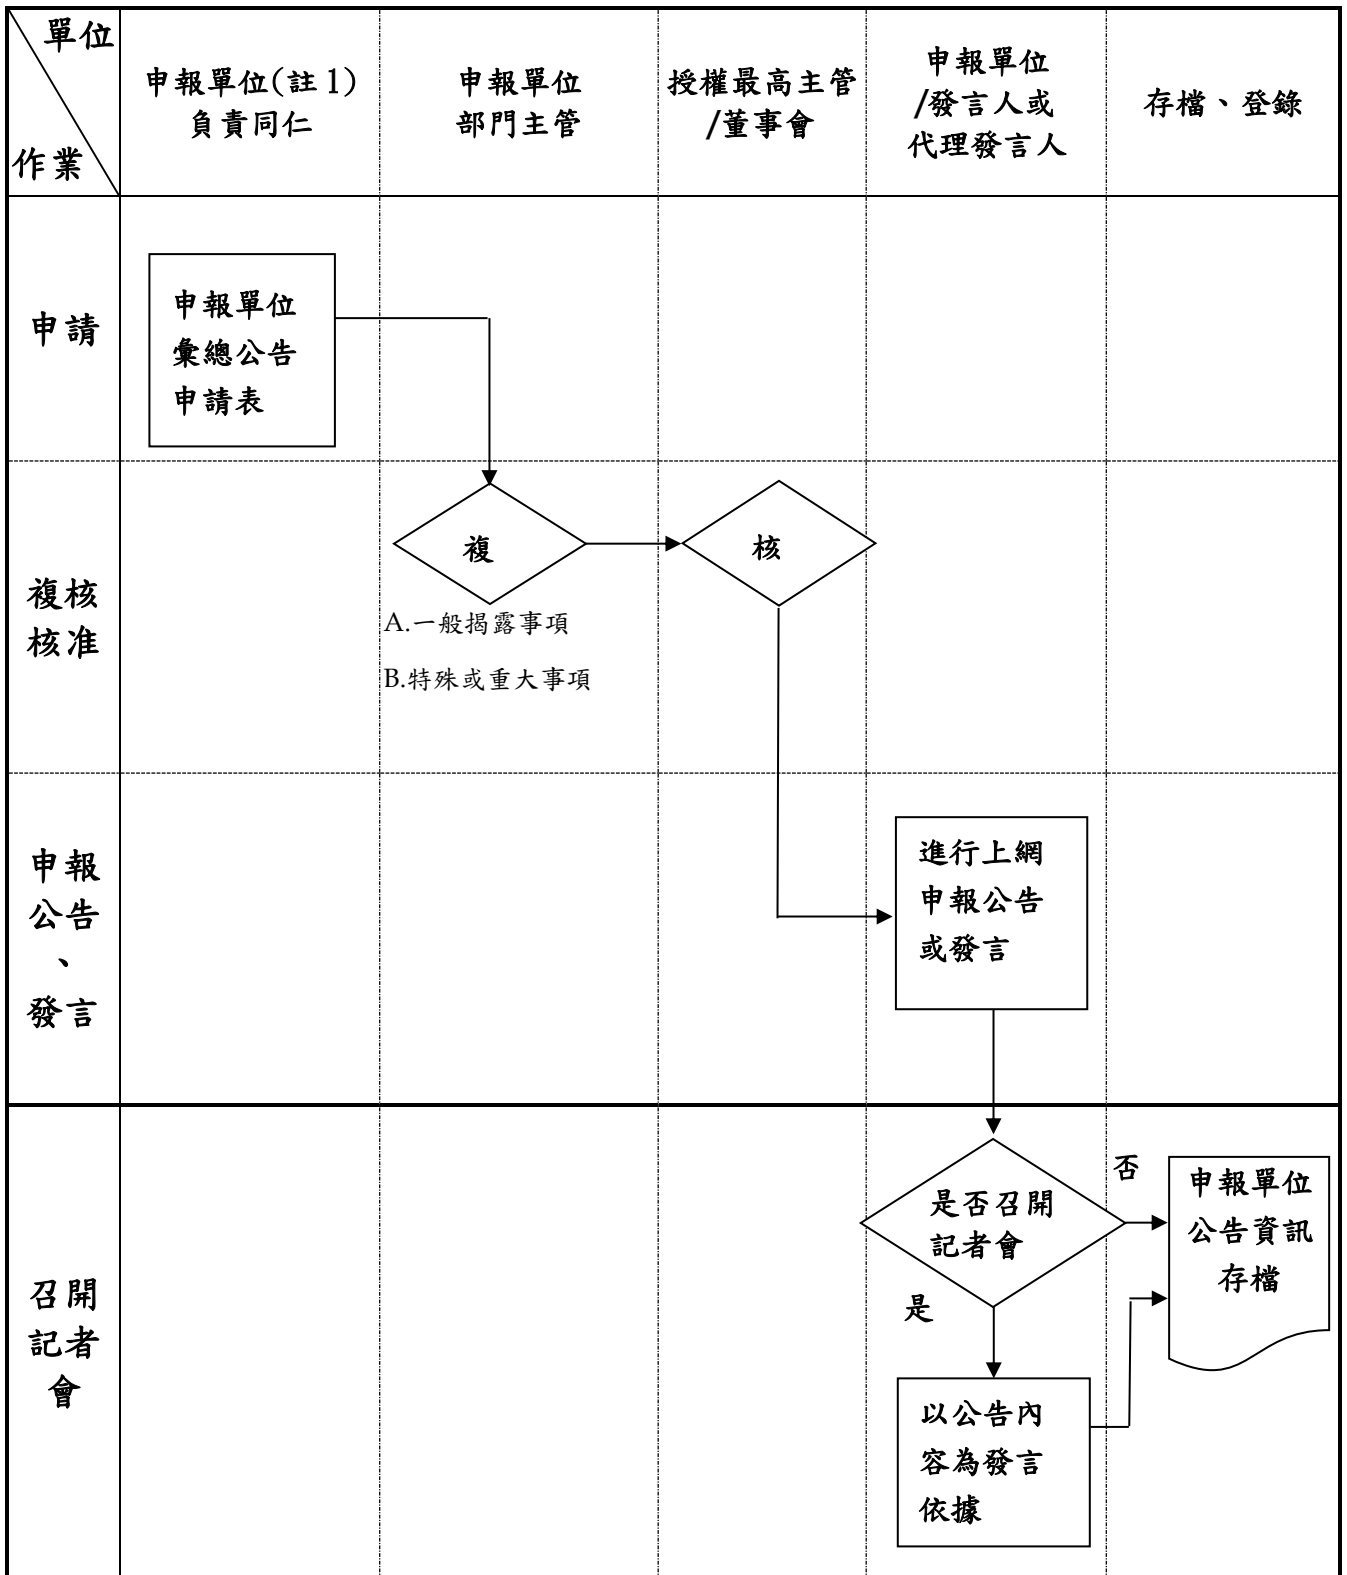 單位
作業
申報單位(註1)
負責同仁
申報單位
部門主管
授權最高主管
/董事會
申報單位
/發言人或
代理發言人
存檔、登錄
申請
申報單位
彙總公告
申請表
複核
核准
複
核
A.一般揭露事項
B.特殊或重大事項
申報
公告
、
發言
進行上網
申報公告
或發言
召開
記者
會
是否召開
記者會
否
是
申報單位
公告資訊
存檔
以公告內
容為發言
依據